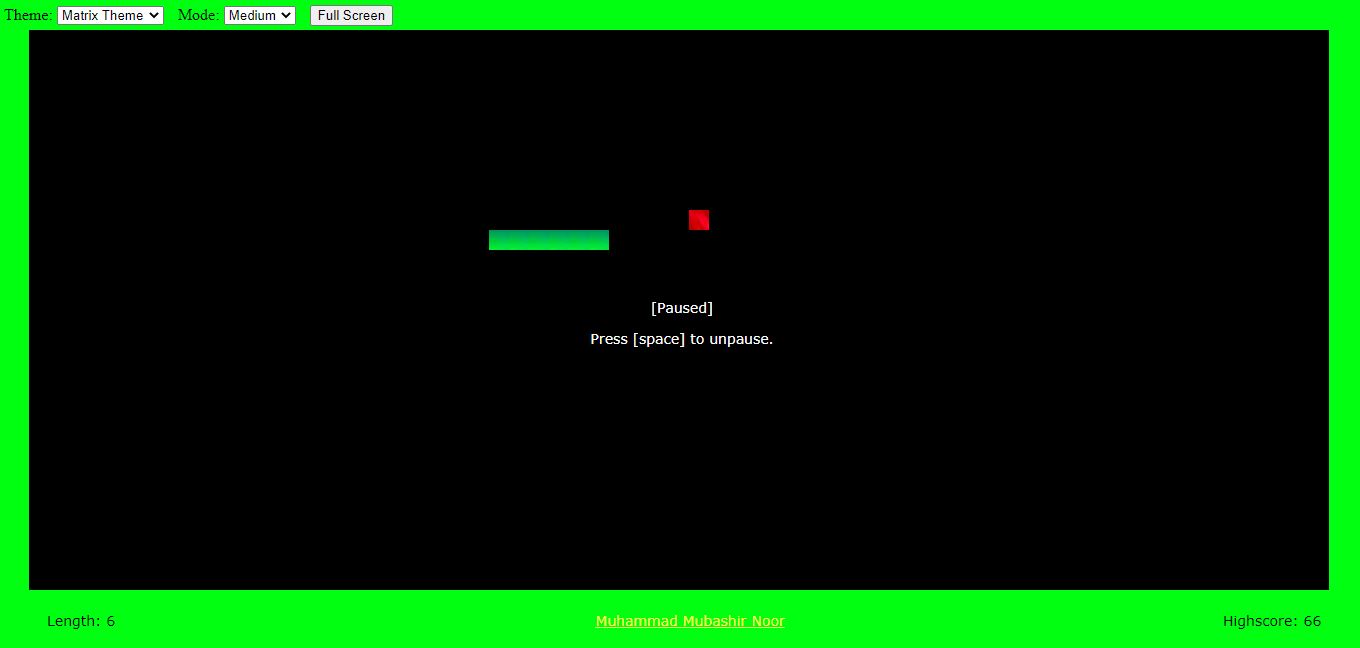 Theme: Matrix Theme Mode: Medium Full Screen
[Paused]
Press [space] to unpause.
Length: 6 Muhammad Mubashir Noor Highscore: 66